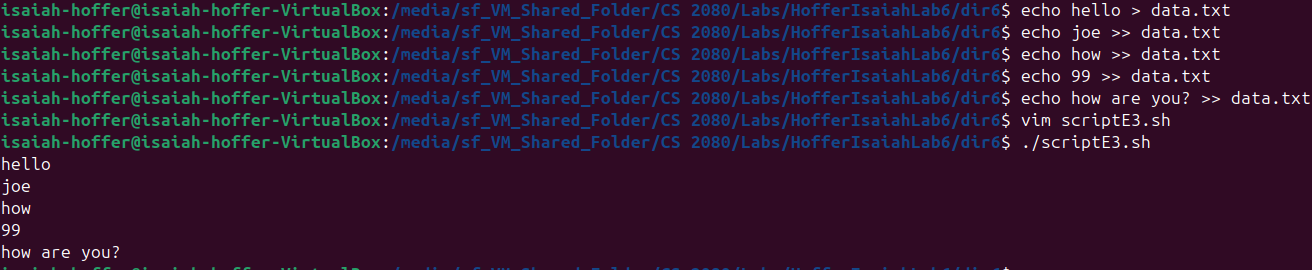 isaiah-hoffer@isaiah-hoffer-VirtualBox:/media/sf_VM_Shared_Folder/CS 2080/Labs/HofferIsaiahLab6/dir6$ echo hello > data.txt
isaiah-hoffer@isaiah-hoffer-VirtualBox:/media/sf_VM_Shared_Folder/CS 2080/Labs/HofferIsaiahLab6/dir6$ echo joe >> data.txt
isaiah-hoffer@isaiah-hoffer-VirtualBox:/media/sf_VM_Shared_Folder/CS 2080/Labs/HofferIsaiahLab6/dir6$ echo how >> data.txt
isaiah-hoffer@isaiah-hoffer-VirtualBox:/media/sf_VM_Shared_Folder/CS 2080/Labs/HofferIsaiahLab6/dir6$ echo 99 >> data.txt
isaiah-hoffer@isaiah-hoffer-VirtualBox:/media/sf_VM_Shared_Folder/CS 2080/Labs/HofferIsaiahLab6/dir6$ echo how are you? >> data.txt
isaiah-hoffer@isaiah-hoffer-VirtualBox:/media/sf_VM_Shared_Folder/CS 2080/Labs/HofferIsaiahLab6/dir6$ vim scriptE3.sh
isaiah-hoffer@isaiah-hoffer-VirtualBox:/media/sf_VM_Shared_Folder/CS 2080/Labs/HofferIsaiahLab6/dir6$ ./scriptE3.sh
hello
joe
how
99
how are you?